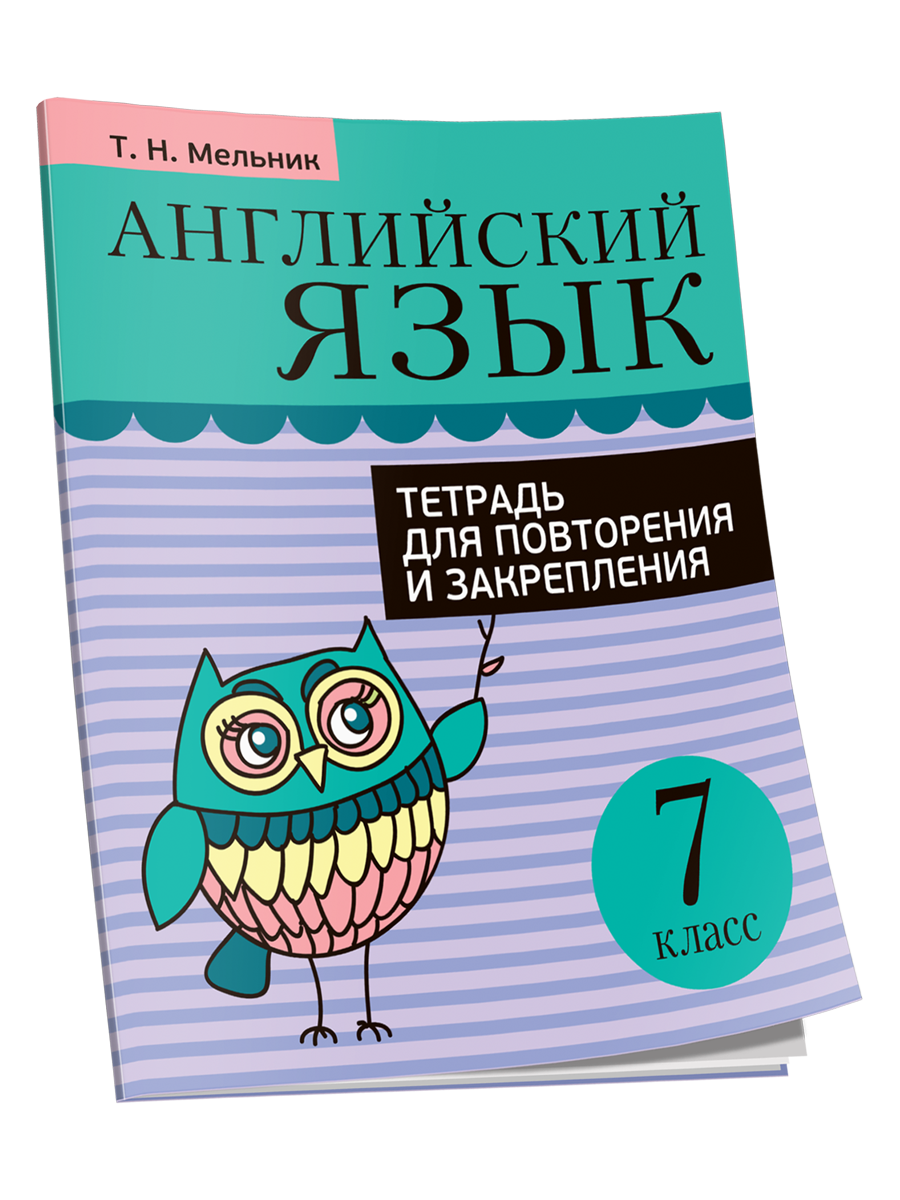 Т. Н. Мельник
АНГЛИЙСКИЙ
ЯЗЫК
ТЕТРАДЬ
ДЛЯ ПОВТОРЕНИЯ
И ЗАКРЕПЛЕНИЯ
7
класс